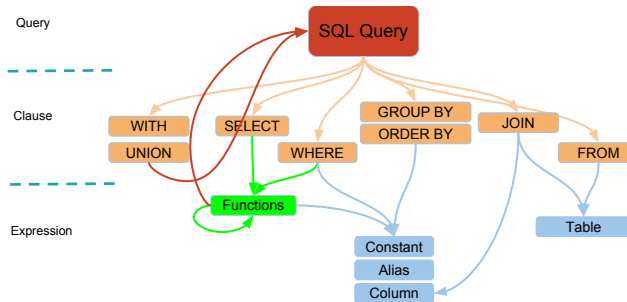 Query
SQL Query
Clause
WITH
UNION
SELECT
WHERE
GROUP BY
ORDER BY
JOIN
FROM
Expression
Functions
Constant
Alias
Column
Table